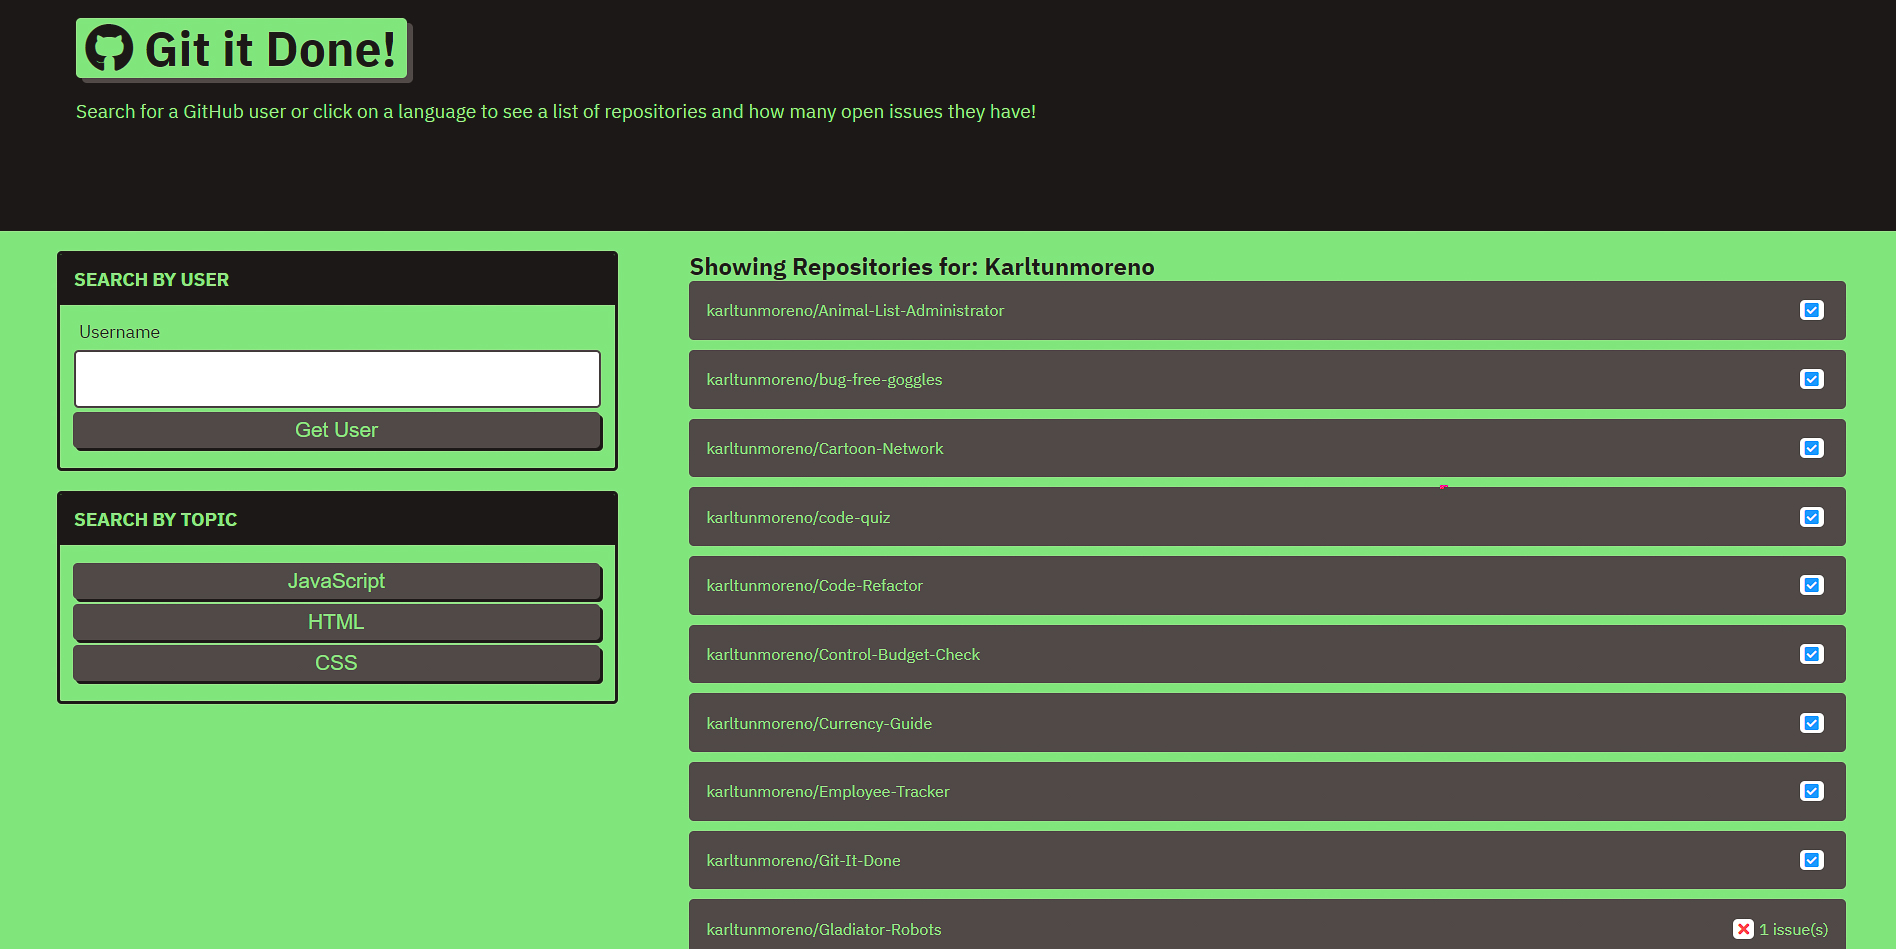 Git it Done!
Search for a GitHub user or click on a language to see a list of repositories and how many open issues they have!
SEARCH BY USER
Username
Get User
SEARCH BY TOPIC
JavaScript
HTML
CSS
Showing Repositories for: Karltunmoreno
karltunmoreno/Animal-List-Administrator
karltunmoreno/bug-free-goggles
karltunmoreno/Cartoon-Network
karltunmoreno/code-quiz
karltunmoreno/Code-Refactor
karltunmoreno/Control-Budget-Check
karltunmoreno/Currency-Guide
karltunmoreno/Employee-Tracker
karltunmoreno/Git-It-Done
karltunmoreno/Gladiator-Robots 1 issue(s)